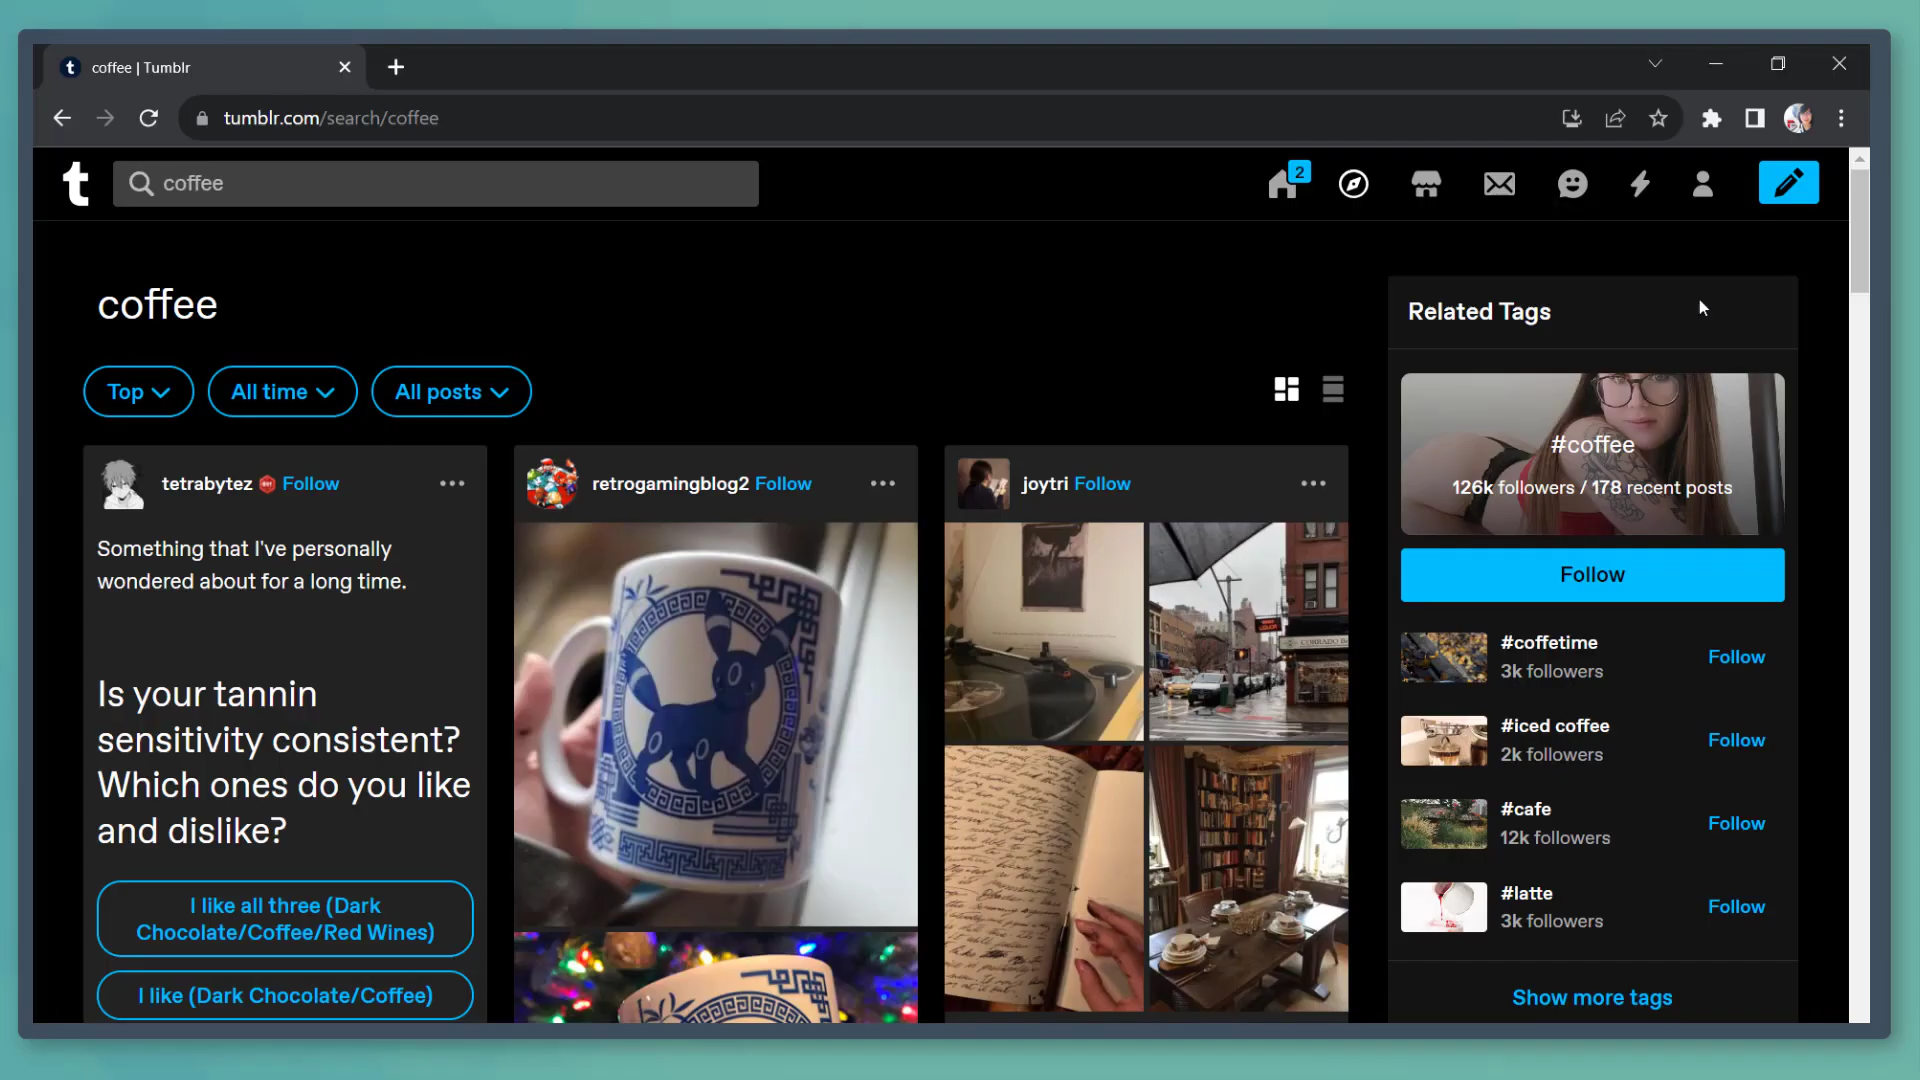 coffee | Tumblr
tumblr.com/search/coffee
t
coffee
2
coffee
Top
All time
All posts
tetrabytez Follow
Something that I've personally
wondered about for a long time.
Is your tannin
sensitivity consistent?
Which ones do you like
and dislike?
I like all three (Dark
Chocolate/Coffee/Red Wines)
I like (Dark Chocolate/Coffee)
retrogamingblog2 Follow
joytri Follow
Related Tags
#coffee
126k followers / 178 recent posts
Follow
#coffetime
3k followers
Follow
#iced coffee
2k followers
Follow
#cafe
12k followers
Follow
#latte
3k followers
Follow
Show more tags